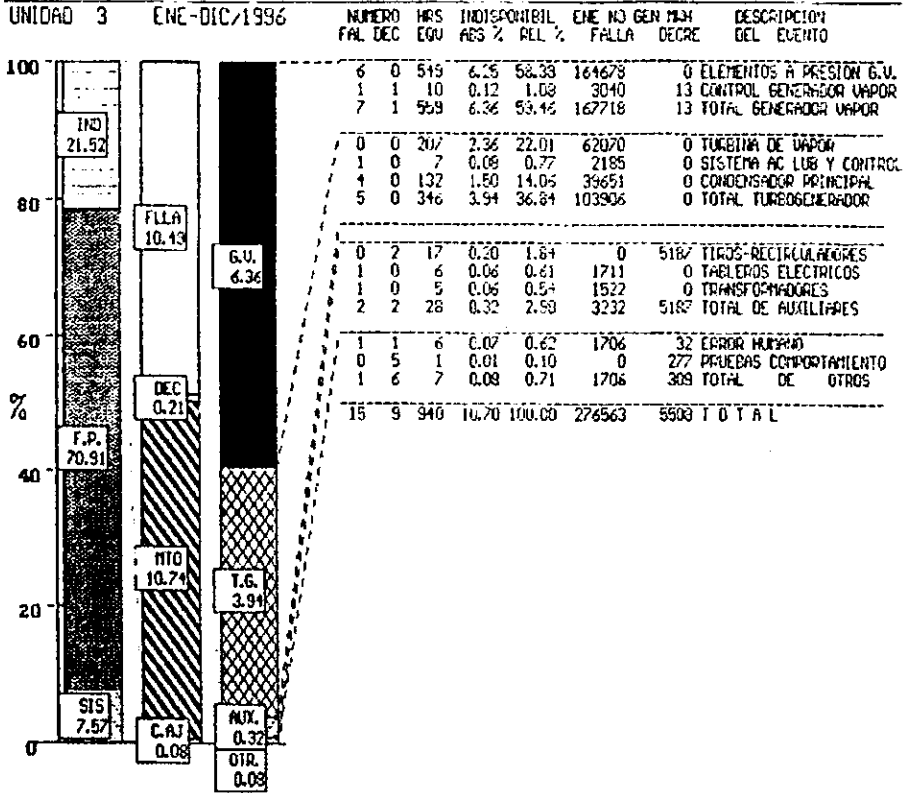 UNIDAD 3 ENE-DIC/1996
NUMERO HRS INDISPONIBIL ENE NO GEN MWH DESCRIPCION
FAL DEC EQU ABS % REL % FALLA DECRE DEL EVENTO
6 0 549 6.25 58.38 164678 0 ELEMENTOS A PRESION G.V.
1 1 10 0.12 1.08 3040 13 CONTROL GENERADOR VAPOR
7 1 559 6.36 59.46 167718 13 TOTAL GENERADOR VAPOR
0 0 207 2.36 22.01 62070 0 TURBINA DE VAPOR
1 0 7 0.08 0.77 2185 0 SISTEMA AC LUB Y CONTROL
4 0 132 1.50 14.06 39651 0 CONDENSADOR PRINCIPAL
5 0 346 3.94 36.84 103906 0 TOTAL TURBOGENERADOR
0 2 17 0.20 1.84 0 5187 TIROS-RECIRCULADORES
1 0 6 0.06 0.61 1711 0 TABLEROS ELECTRICOS
1 0 5 0.06 0.54 1522 0 TRANSFORMADORES
2 2 28 0.32 2.98 3232 5187 TOTAL DE AUXILIARES
1 1 6 0.07 0.62 1706 32 ERROR HUMANO
0 5 1 0.01 0.10 0 277 PRUEBAS COMPORTAMIENTO
1 6 7 0.08 0.71 1706 309 TOTAL DE OTROS
15 9 940 10.70 100.00 276563 5508 T O T A L
100
80
60
%
40
20
0
IND
21.52
F.P.
70.91
SIS
7.57
FLLA
10.49
DEC
0.21
MTO
10.74
C.AJ
0.08
G.V.
6.36
T.G.
3.94
AUX.
0.32
OTR.
0.08